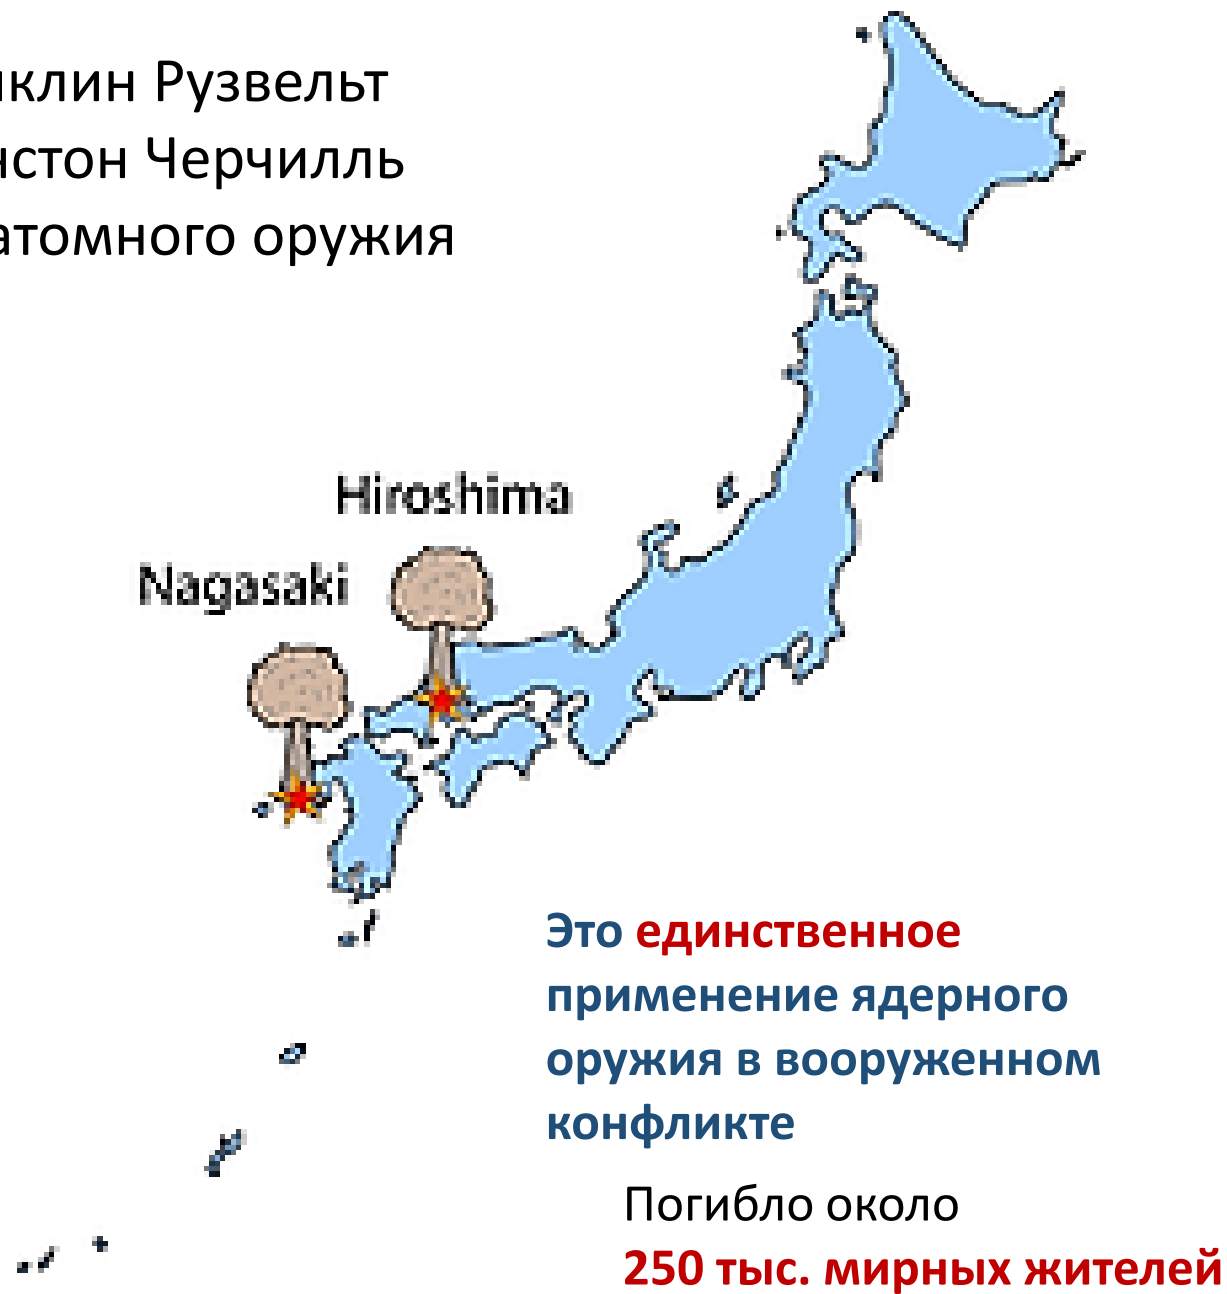 клин Рузвельт
нстон Черчилль
атомного оружия
Hiroshima
Nagasaki
Это единственное
применение ядерного
оружия в вооруженном
конфликте
Погибло около
250 тыс. мирных жителей